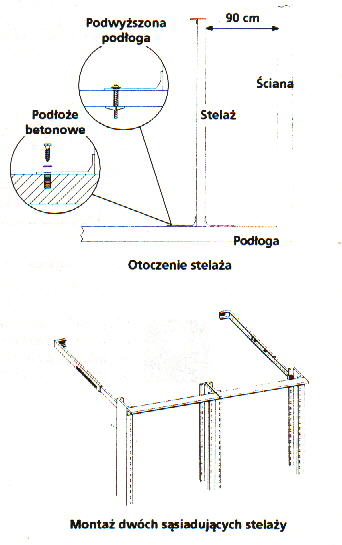 Podwyższona
podłoga
90 cm
Ściana
Stelaż
Podłoże
betonowe
Podłoga
Otoczenie stelaża
Montaż dwóch sąsiadujących stelaży